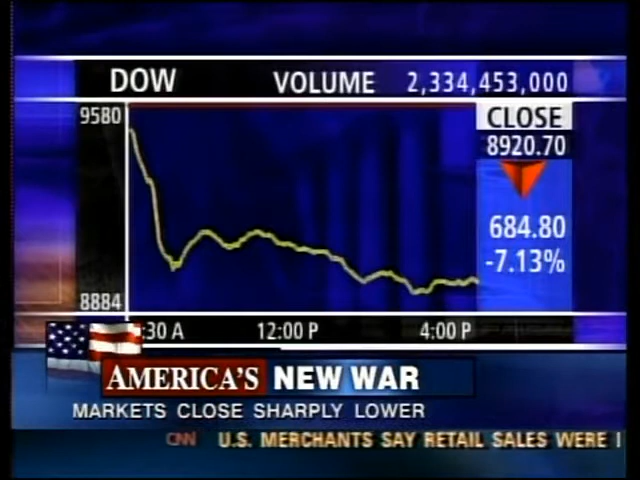 DOW VOLUME 2,334,453,000
9580
CLOSE
8920.70
684.80
-7.13%
8884
:30 A 12:00 P 4:00 P
AMERICA'S NEW WAR
MARKETS CLOSE SHARPLY LOWER
CNN U.S. MERCHANTS SAY RETAIL SALES WERE